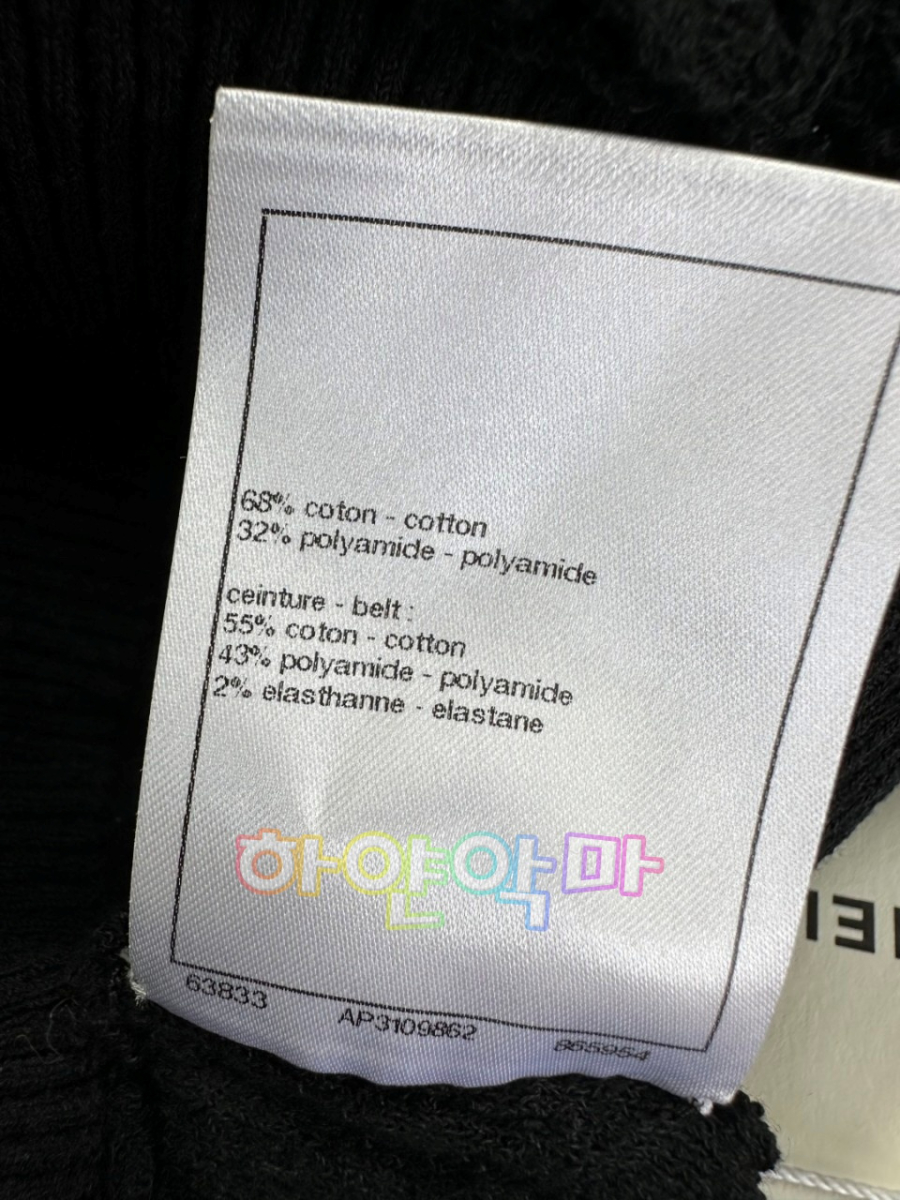 68% coton - cotton
32% polyamide - polyamide
ceinture - belt :
55% coton - cotton
43% polyamide - polyamide
2% elasthanne - elastane
하얀악마
63833 AP3109862 865954